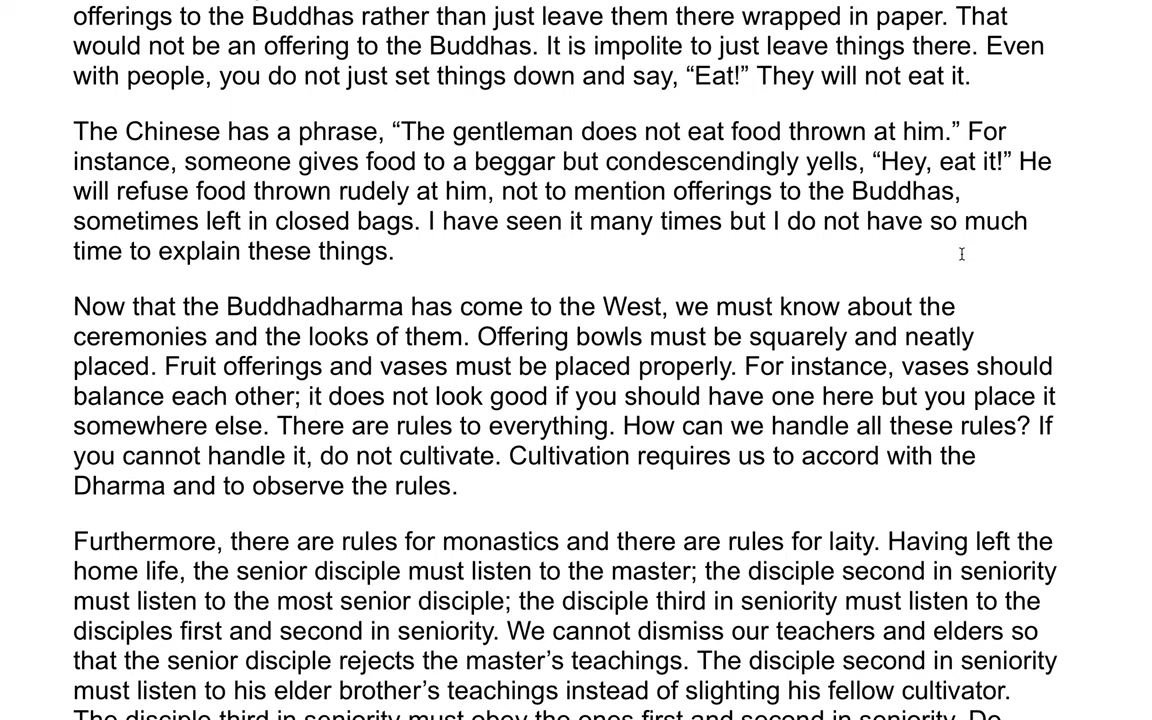 offerings to the Buddhas rather than just leave them there wrapped in paper. That
would not be an offering to the Buddhas. It is impolite to just leave things there. Even
with people, you do not just set things down and say, “Eat!” They will not eat it.
The Chinese has a phrase, “The gentleman does not eat food thrown at him.” For
instance, someone gives food to a beggar but condescendingly yells, “Hey, eat it!” He
will refuse food thrown rudely at him, not to mention offerings to the Buddhas,
sometimes left in closed bags. I have seen it many times but I do not have so much
time to explain these things.
Now that the Buddhadharma has come to the West, we must know about the
ceremonies and the looks of them. Offering bowls must be squarely and neatly
placed. Fruit offerings and vases must be placed properly. For instance, vases should
balance each other; it does not look good if you should have one here but you place it
somewhere else. There are rules to everything. How can we handle all these rules? If
you cannot handle it, do not cultivate. Cultivation requires us to accord with the
Dharma and to observe the rules.
Furthermore, there are rules for monastics and there are rules for laity. Having left the
home life, the senior disciple must listen to the master; the disciple second in seniority
must listen to the most senior disciple; the disciple third in seniority must listen to the
disciples first and second in seniority. We cannot dismiss our teachers and elders so
that the senior disciple rejects the master’s teachings. The disciple second in seniority
must listen to his elder brother’s teachings instead of slighting his fellow cultivator.
The disciple third in seniority must obey the ones first and second in seniority. Do